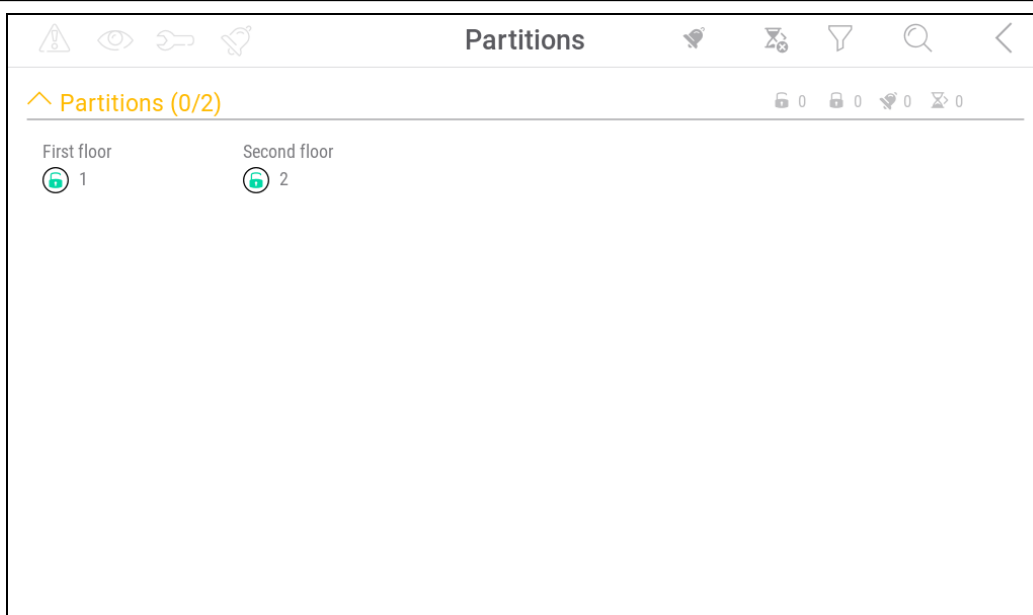 Partitions
Partitions (0/2)
0 0 0 0
First floor
Second floor
1
2